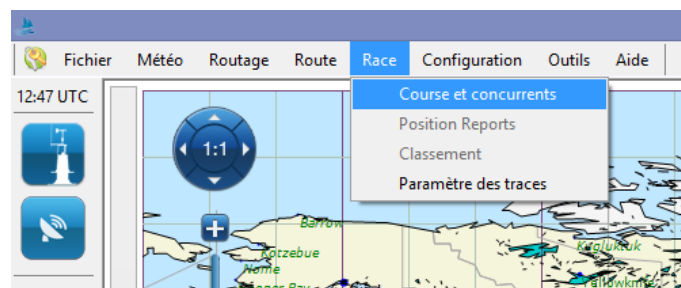 Fichier Météo Routage Route Race Configuration Outils Aide
12:47 UTC
Course et concurrents
Position Reports
Classement
Paramètre des traces
1:1
Barrow
Kotzebue
Nome
Kugluktuk